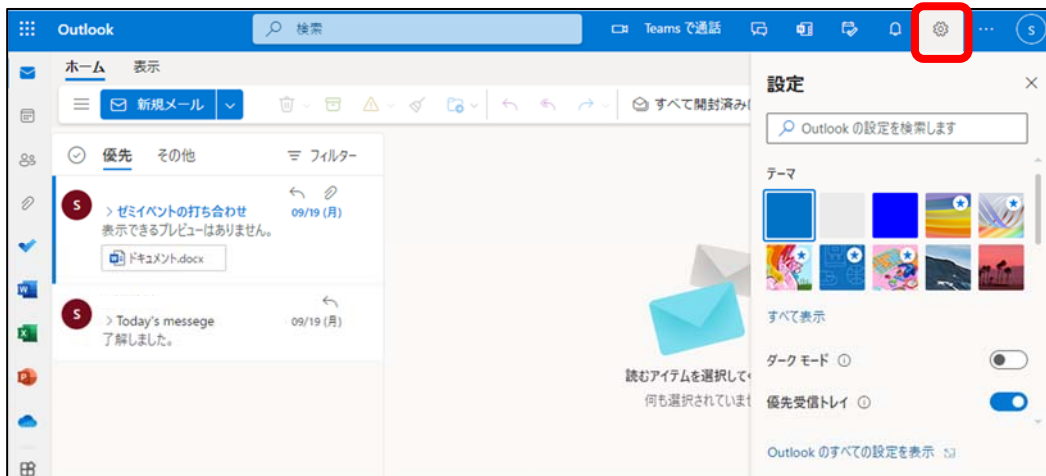 Outlook
検索
Teams で通話
S
ホーム 表示
新規メール
すべて開封済み
優先 その他 フィルター
S
> ゼミイベントの打ち合わせ 09/19 (月)
表示できるプレビューはありません。
ドキュメント.docx
S
> Today's messege 09/19 (月)
了解しました。
読むアイテムを選択して
何も選択されていま
設定
Outlook の設定を検索します
テーマ
すべて表示
ダーク モード
優先受信トレイ
Outlook のすべての設定を表示